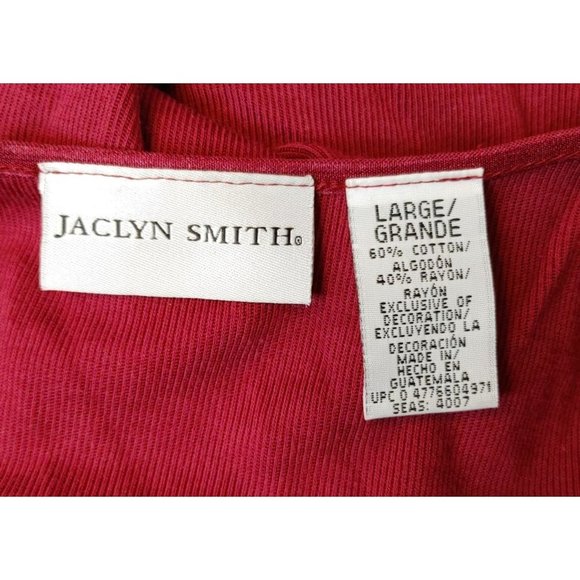 JACLYN SMITH®
LARGE/
GRANDE
60% COTTON/
ALGODÓN
40% RAYON/
RAYÓN
EXCLUSIVE OF
DECORATION/
EXCLUYENDO LA
DECORACIÓN
MADE IN/
HECHO EN
GUATEMALA
UPC 0 4776604971
SEAS: 4007